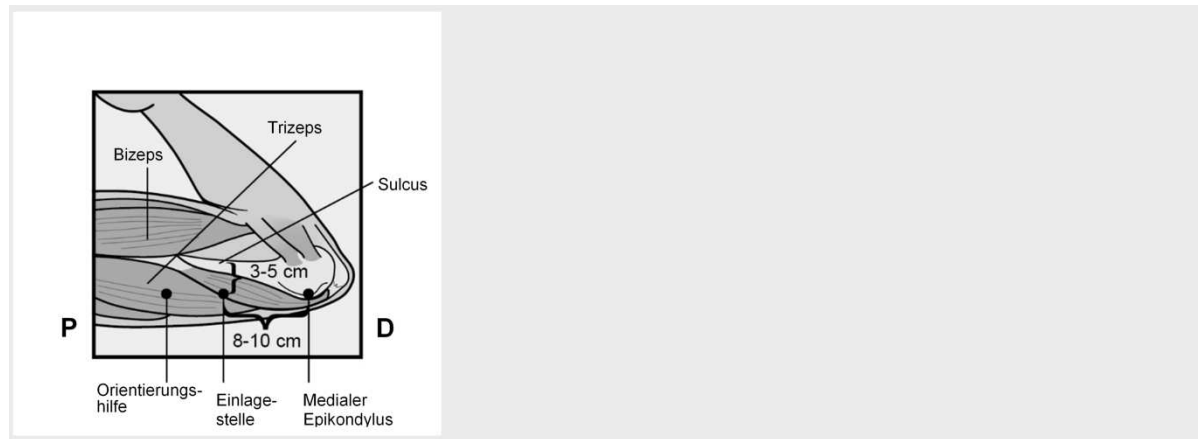 Trizeps
Bizeps
Sulcus
3-5 cm
P
D
8-10 cm
Orientierungs-
hilfe
Einlage-
stelle
Medialer
Epikondylus